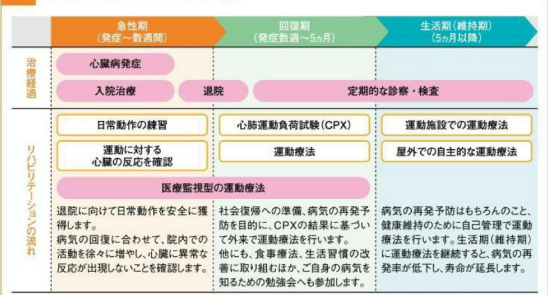 急性期
(発症〜数週間)
回復期
(発症数週〜5ヵ月)
生活期(維持期)
(5ヵ月以降)
治療経過
心臓病発症
入院治療
退院
定期的な診察・検査
リハビリテーションの流れ
日常動作の練習
心肺運動負荷試験(CPX)
運動施設での運動療法
運動に対する
心臓の反応を確認
運動療法
屋外での自主的な運動療法
医療監視型の運動療法
退院に向けて日常動作を安全に獲
得します。
病気の回復に合わせて、院内での
活動を徐々に増やし、心臓に異常な
反応が出現しないことを確認します。
社会復帰への準備、病気の再発予
防を目的に、CPXの結果に基づい
て外来で運動療法を行います。
他にも、食事療法、生活習慣の改
善に取り組むほか、ご自身の病気を
知るための勉強会へも参加します。
病気の再発予防はもちろんのこと、
健康維持のために自己管理で運動
療法を行います。生活期(維持期)
に運動療法を継続すると、病気の再
発率が低下し、寿命が延長します。